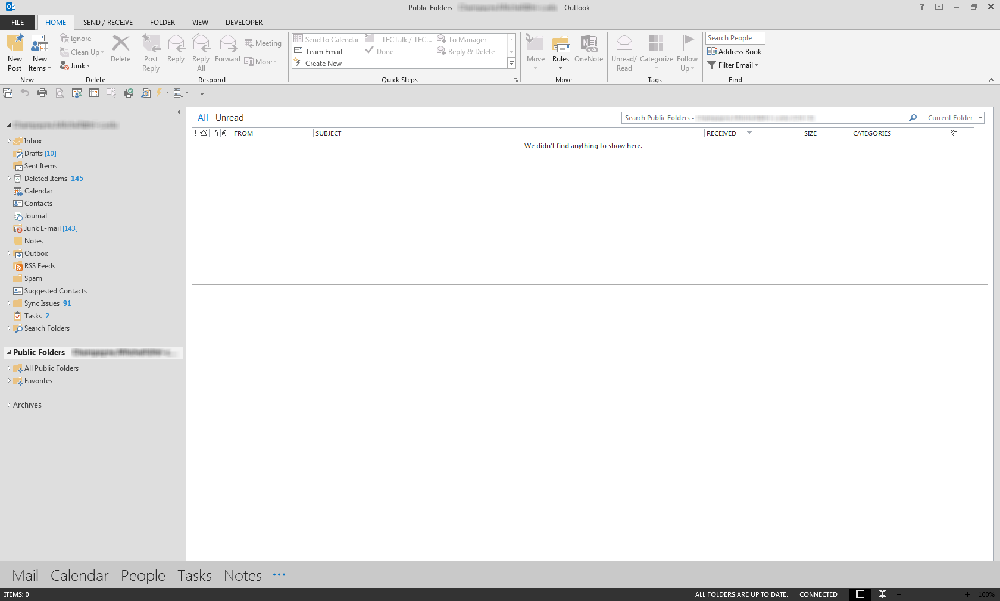 Public Folders - - Outlook
?
FILE HOME SEND / RECEIVE FOLDER VIEW DEVELOPER
New Post
New Items
New
Ignore
Clean Up
Junk
Delete
Delete
Post Reply
Reply
Reply All
Forward
Meeting
More
Respond
Send to Calendar
Team Email
Create New
- TECTalk / TEC...
Done
To Manager
Reply & Delete
Quick Steps
Move
Rules
OneNote
Move
Unread/ Read
Categorize
Follow Up
Tags
Search People
Address Book
Filter Email
Find
Inbox
Drafts [10]
Sent Items
Deleted Items 145
Calendar
Contacts
Journal
Junk E-mail [143]
Notes
Outbox
RSS Feeds
Spam
Suggested Contacts
Sync Issues 91
Tasks 2
Search Folders
Public Folders -
All Public Folders
Favorites
Archives
All Unread
Search Public Folders -
Current Folder
! FROM SUBJECT RECEIVED SIZE CATEGORIES
We didn't find anything to show here.
Mail Calendar People Tasks Notes ...
ITEMS: 0
ALL FOLDERS ARE UP TO DATE. CONNECTED
100%